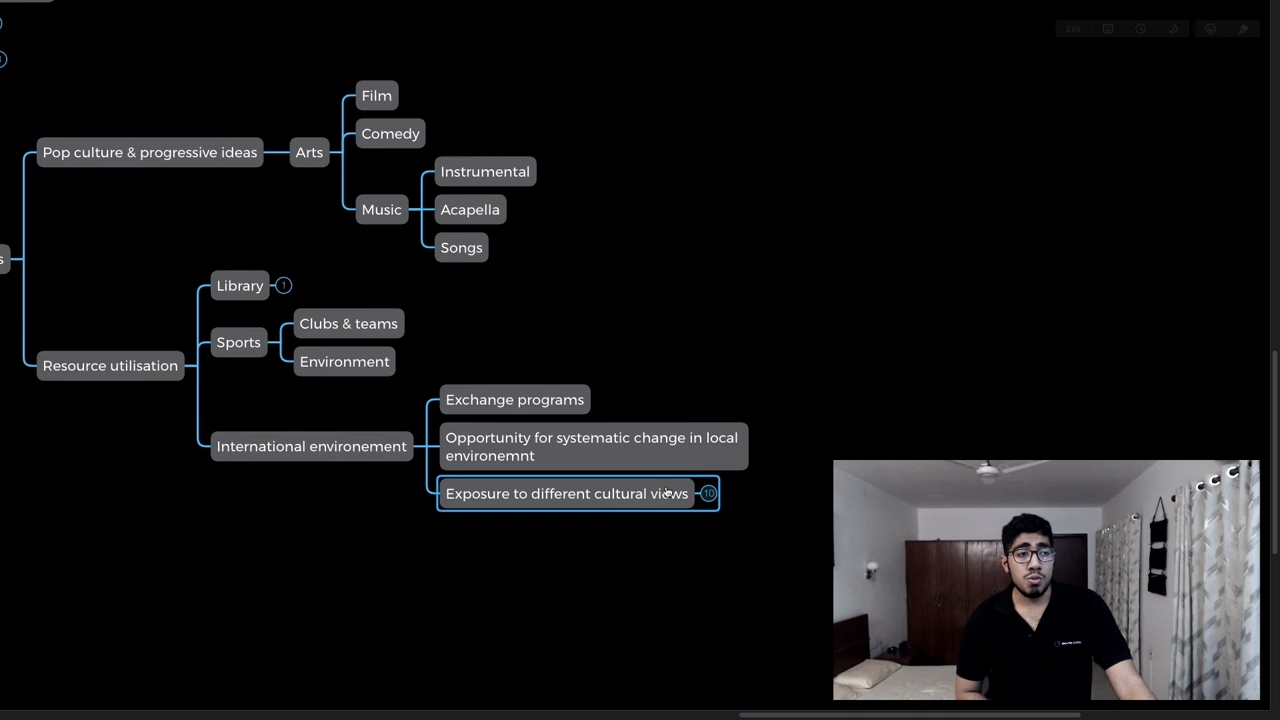 Exit
Film
Comedy
Pop culture & progressive ideas
Arts
Instrumental
Music
Acapella
Songs
s
Library
1
Clubs & teams
Sports
Environment
Resource utilisation
Exchange programs
Opportunity for systematic change in local
environemnt
International environement
Exposure to different cultural views
10